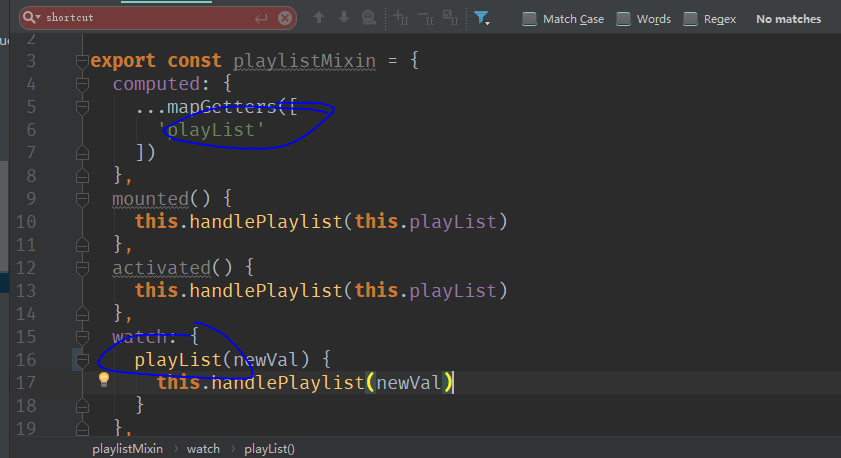 shortcut Match Case Words Regex No matches
2
3 export const playlistMixin = {
4 computed: {
5 ...mapGetters([
6 'playList'
7 ])
8 },
9 mounted() {
10 this.handlePlaylist(this.playList)
11 },
12 activated() {
13 this.handlePlaylist(this.playList)
14 },
15 watch: {
16 playList(newVal) {
17 this.handlePlaylist(newVal)
18 }
19 },
playlistMixin › watch › playList()